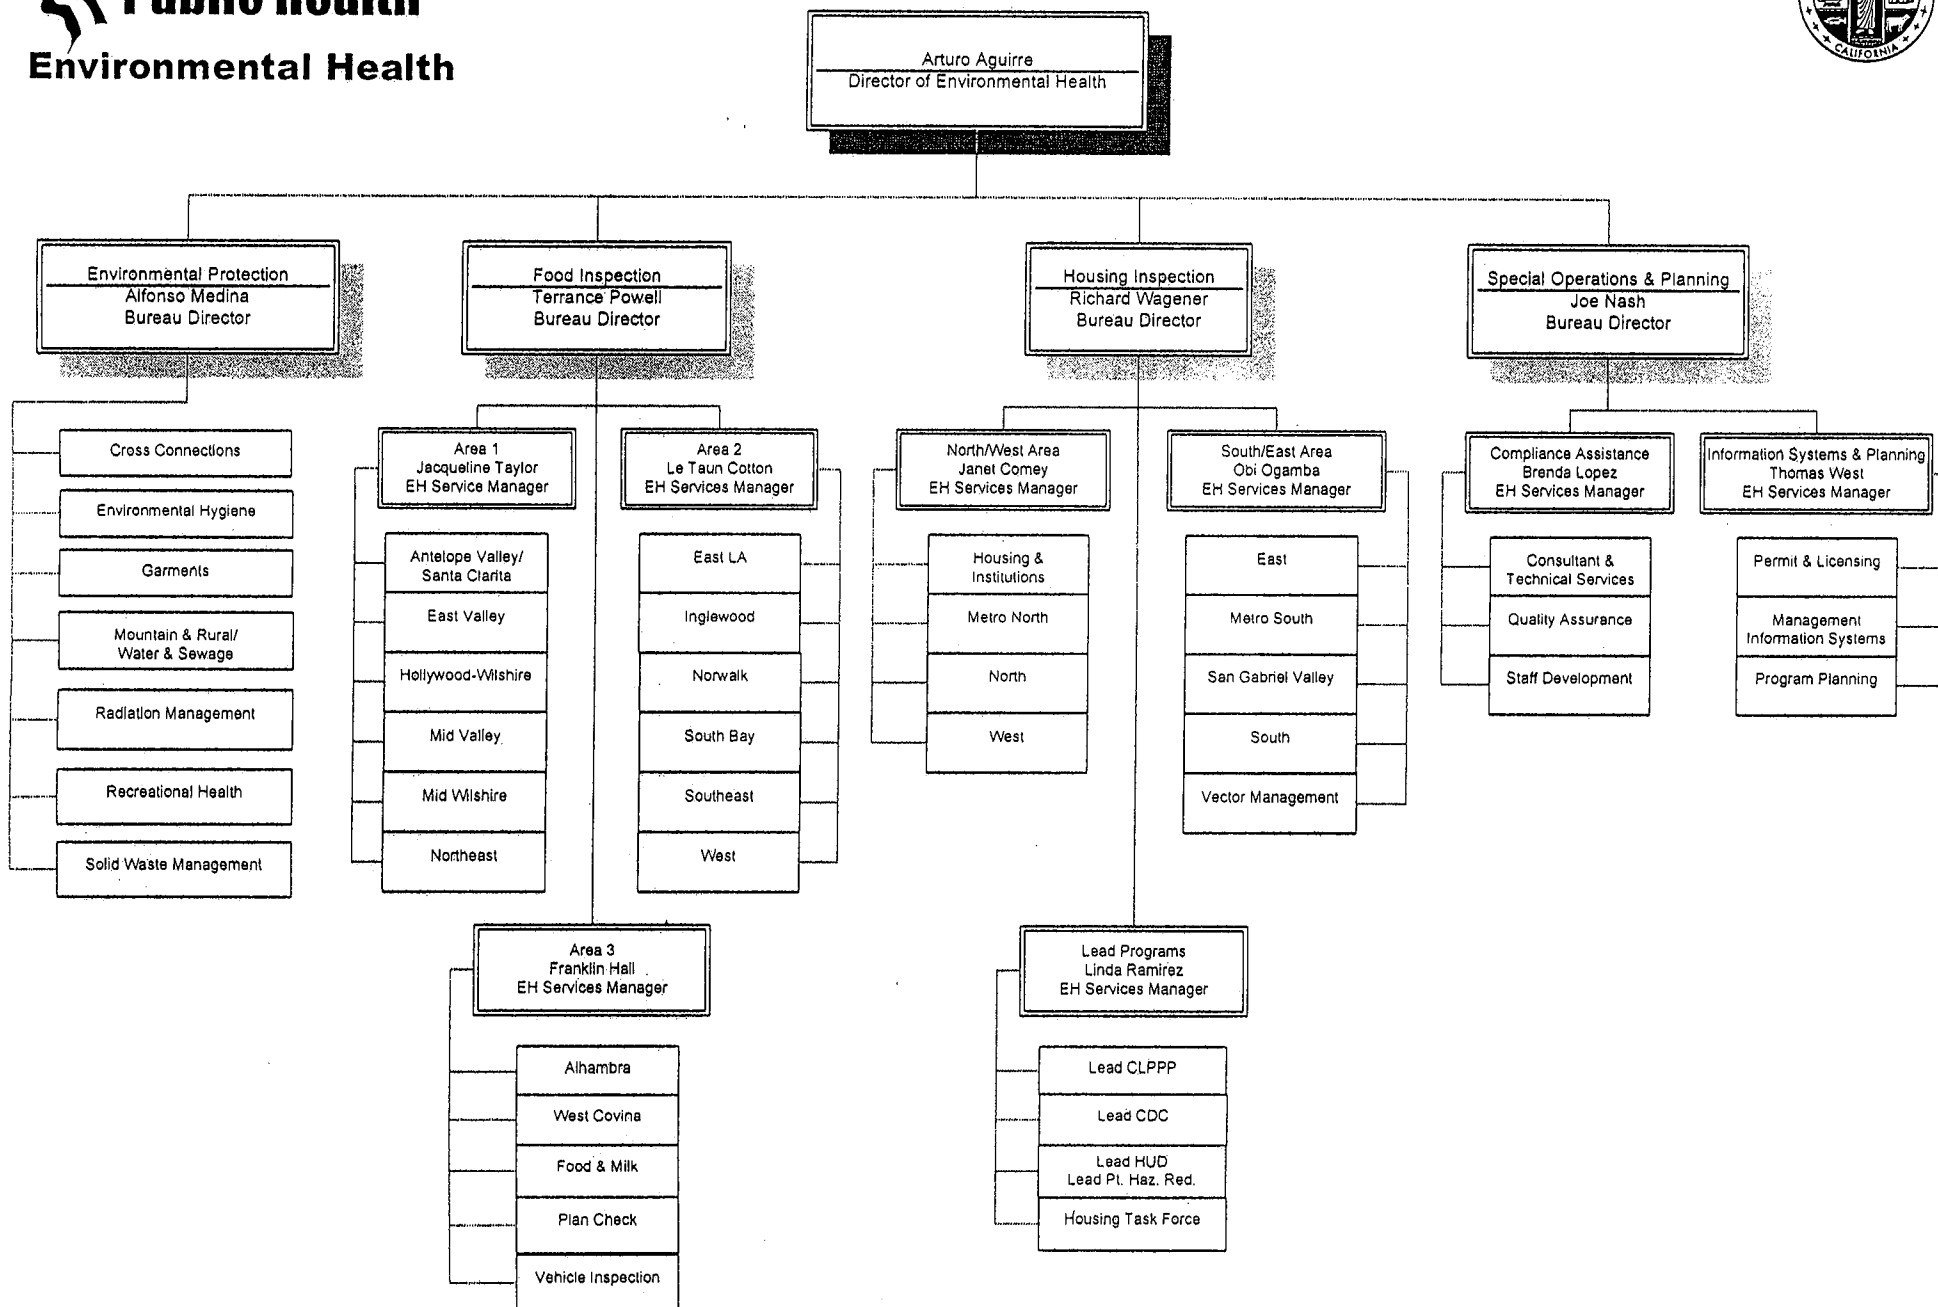 Public Health
Environmental Health
CALIFORNIA
Arturo Aguirre
Director of Environmental Health
Environmental Protection
Alfonso Medina
Bureau Director
Food Inspection
Terrance Powell
Bureau Director
Housing Inspection
Richard Wagener
Bureau Director
Special Operations & Planning
Joe Nash
Bureau Director
Cross Connections
Environmental Hygiene
Garments
Mountain & Rural/
Water & Sewage
Radiation Management
Recreational Health
Solid Waste Management
Area 1
Jacqueline Taylor
EH Service Manager
Antelope Valley/
Santa Clarita
East Valley
Hollywood-Wilshire
Mid Valley
Mid Wilshire
Northeast
Area 2
Le Taun Cotton
EH Services Manager
East LA
Inglewood
Norwalk
South Bay
Southeast
West
Area 3
Franklin Hall
EH Services Manager
Alhambra
West Covina
Food & Milk
Plan Check
Vehicle Inspection
North/West Area
Janet Comey
EH Services Manager
Housing &
Institutions
Metro North
North
West
South/East Area
Obi Ogamba
EH Services Manager
East
Metro South
San Gabriel Valley
South
Vector Management
Lead Programs
Linda Ramirez
EH Services Manager
Lead CLPPP
Lead CDC
Lead HUD
Lead Pt. Haz. Red.
Housing Task Force
Compliance Assistance
Brenda Lopez
EH Services Manager
Consultant &
Technical Services
Quality Assurance
Staff Development
Information Systems & Planning
Thomas West
EH Services Manager
Permit & Licensing
Management
Information Systems
Program Planning